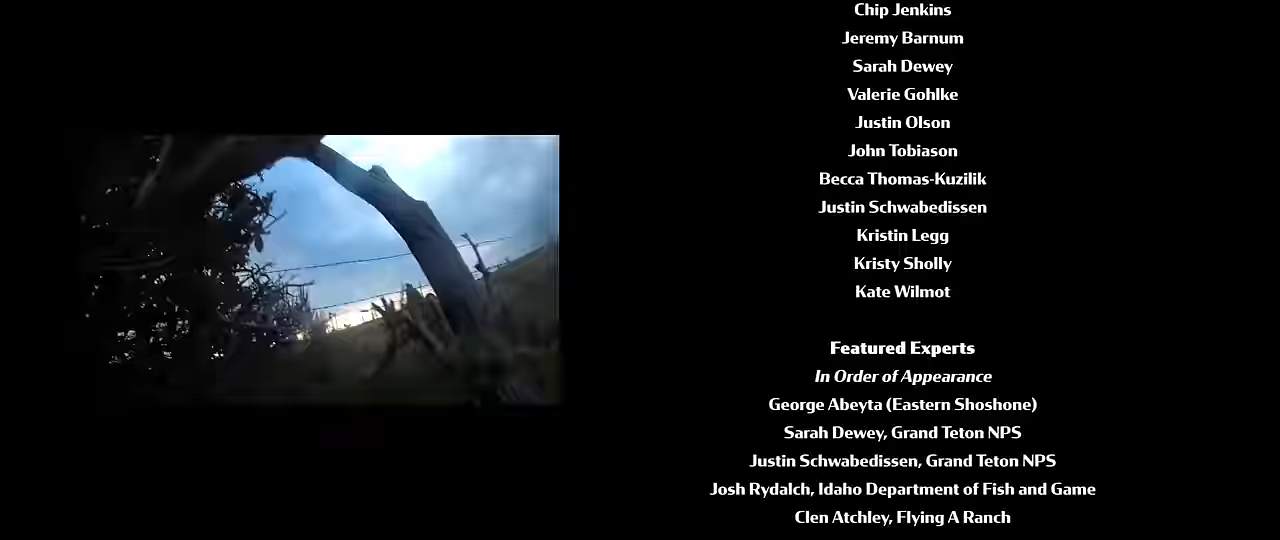 Chip Jenkins
Jeremy Barnum
Sarah Dewey
Valerie Gohlke
Justin Olson
John Tobiason
Becca Thomas-Kuzilik
Justin Schwabedissen
Kristin Legg
Kristy Sholly
Kate Wilmot
Featured Experts
In Order of Appearance
George Abeyta (Eastern Shoshone)
Sarah Dewey, Grand Teton NPS
Justin Schwabedissen, Grand Teton NPS
Josh Rydalch, Idaho Department of Fish and Game
Clen Atchley, Flying A Ranch